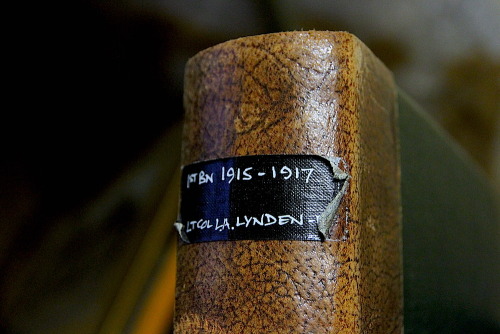 1ST BN 1915-1917
LT COL L.A. LYNDEN-